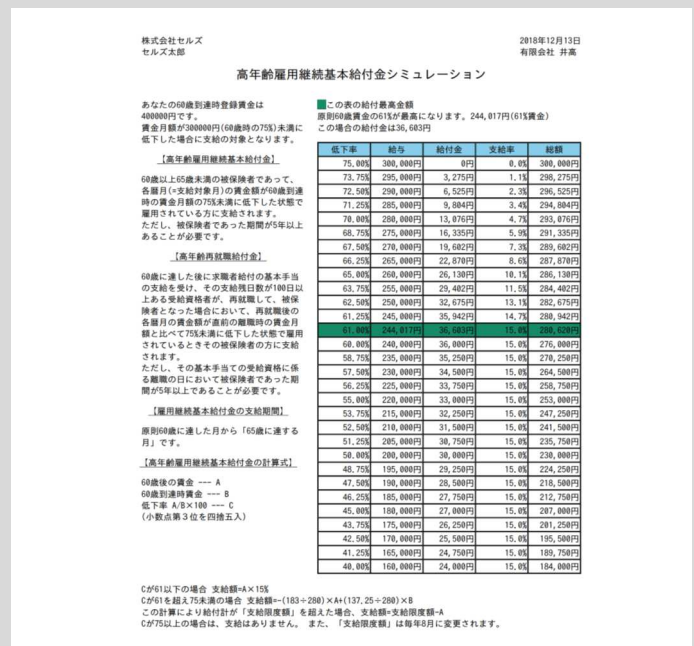 株式会社セルズ
セルズ太郎
2018年12月13日
有限会社 井高
高年齢雇用継続基本給付金シミュレーション
あなたの60歳到達時登録賃金は
400000円です。
賃金月額が300000円(60歳時の75%)未満に
低下した場合に支給の対象となります。
【高年齢雇用継続基本給付金】
60歳以上65歳未満の被保険者であって、
各暦月(=支給対象月)の賃金額が60歳到達
時の賃金月額の75%未満に低下した状態で
雇用されている方に支給されます。
ただし、被保険者であった期間が5年以上
あることが必要です。
【高年齢再就職給付金】
60歳に達した後に求職者給付の基本手当
の支給を受け、その支給残日数が100日以
上ある受給資格者が、再就職して、被保
険者となった場合において、再就職後の
各暦月の賃金額が直前の離職時の賃金月
額と比べて75%未満に低下した状態で雇用
されているときその被保険者の方に支給
されます。
ただし、その基本手当ての受給資格に係
る離職の日において被保険者であった期
間が5年以上であることが必要です。
【雇用継続基本給付金の支給期間】
原則60歳に達した月から「65歳に達する
月」です。
【高年齢雇用継続基本給付金の計算式】
60歳後の賃金 --- A
60歳到達時賃金 --- B
低下率 A/B×100 --- C
(小数点第3位を四捨五入)
この表の給付最高金額
原則60歳賃金の61%が最高になります。244,017円(61%賃金)
この場合の給付金は36,603円
低下率 給与 給付金 支給率 総額
75.00% 300,000円 0円 0.0% 300,000円
73.75% 295,000円 3,275円 1.1% 298,275円
72.50% 290,000円 6,525円 2.3% 296,525円
71.25% 285,000円 9,804円 3.4% 294,804円
70.00% 280,000円 13,076円 4.7% 293,076円
68.75% 275,000円 16,335円 5.9% 291,335円
67.50% 270,000円 19,602円 7.3% 289,602円
66.25% 265,000円 22,870円 8.6% 287,870円
65.00% 260,000円 26,130円 10.1% 286,130円
63.75% 255,000円 29,402円 11.5% 284,402円
62.50% 250,000円 32,675円 13.1% 282,675円
61.25% 245,000円 35,942円 14.7% 280,942円
61.00% 244,017円 36,603円 15.0% 280,620円
60.00% 240,000円 36,000円 15.0% 276,000円
58.75% 235,000円 35,250円 15.0% 270,250円
57.50% 230,000円 34,500円 15.0% 264,500円
56.25% 225,000円 33,750円 15.0% 258,750円
55.00% 220,000円 33,000円 15.0% 253,000円
53.75% 215,000円 32,250円 15.0% 247,250円
52.50% 210,000円 31,500円 15.0% 241,500円
51.25% 205,000円 30,750円 15.0% 235,750円
50.00% 200,000円 30,000円 15.0% 230,000円
48.75% 195,000円 29,250円 15.0% 224,250円
47.50% 190,000円 28,500円 15.0% 218,500円
46.25% 185,000円 27,750円 15.0% 212,750円
45.00% 180,000円 27,000円 15.0% 207,000円
43.75% 175,000円 26,250円 15.0% 201,250円
42.50% 170,000円 25,500円 15.0% 195,500円
41.25% 165,000円 24,750円 15.0% 189,750円
40.00% 160,000円 24,000円 15.0% 184,000円
Cが61以下の場合 支給額=A×15%
Cが61を超え75未満の場合 支給額=-(183÷280)×A+(137.25÷280)×B
この計算により給付計が「支給限度額」を超えた場合、支給額=支給限度額-A
Cが75以上の場合は、支給はありません。 また、「支給限度額」は毎年8月に変更されます。